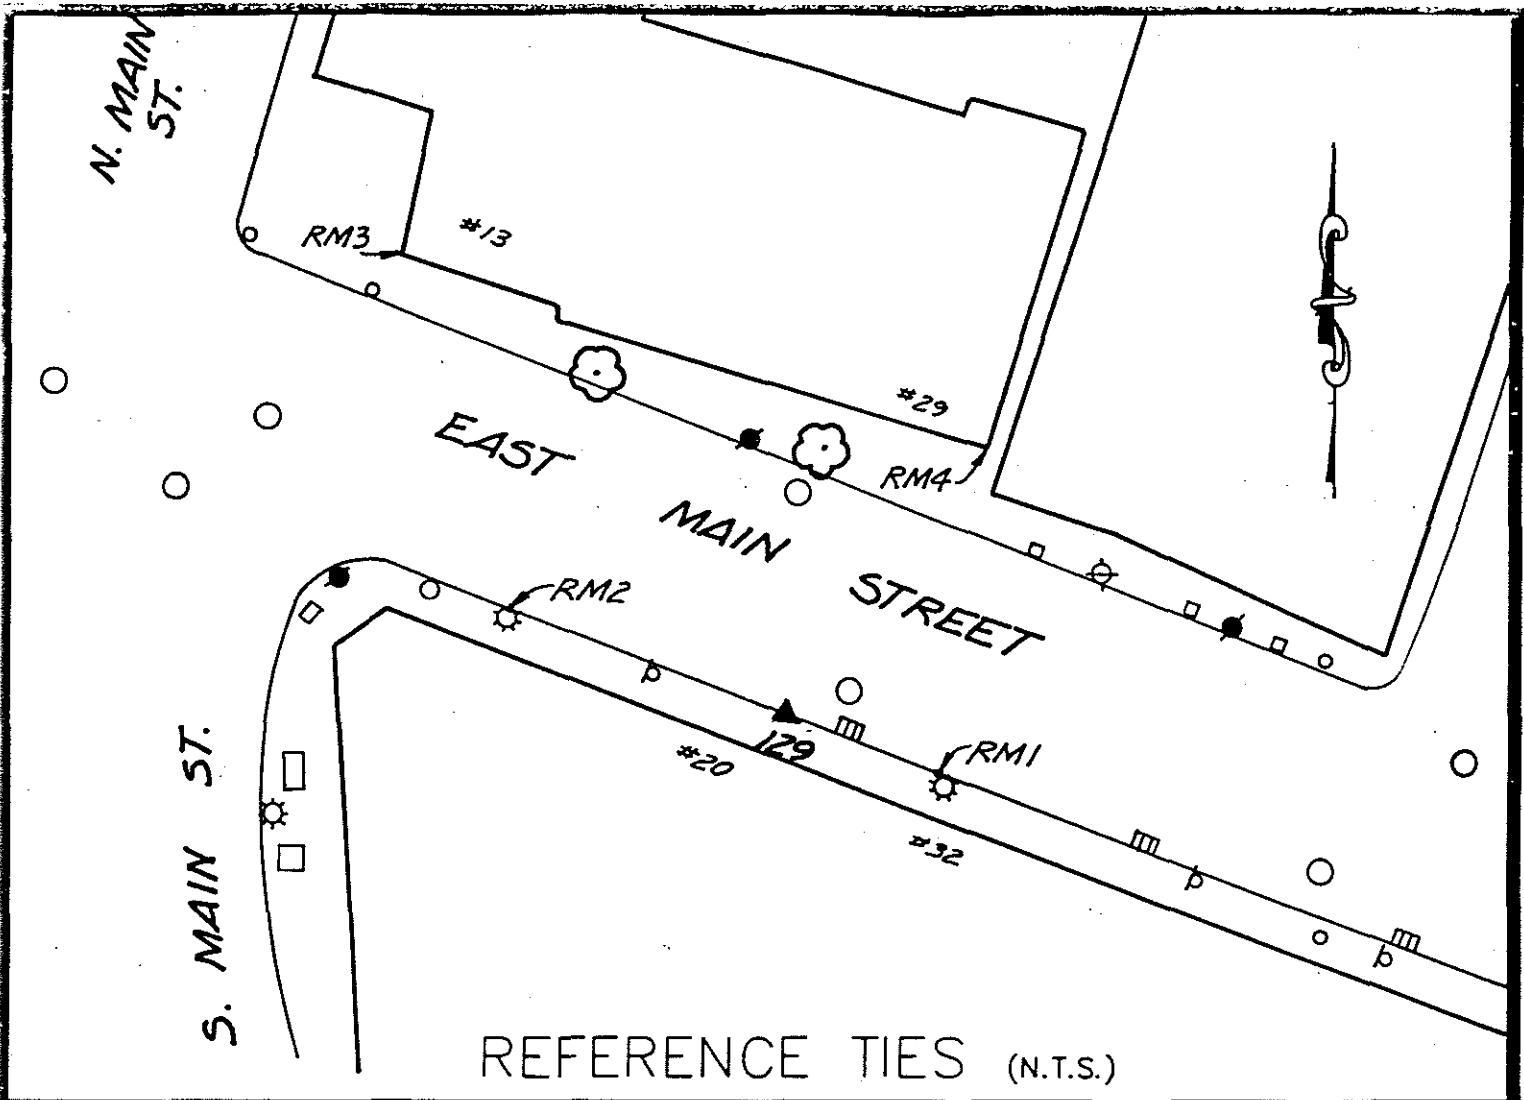 N. MAIN
ST.
RM3
#13
#29
RM4
EAST MAIN STREET
RM2
129
#20
RM1
#32
S. MAIN ST.
REFERENCE TIES (N.T.S.)